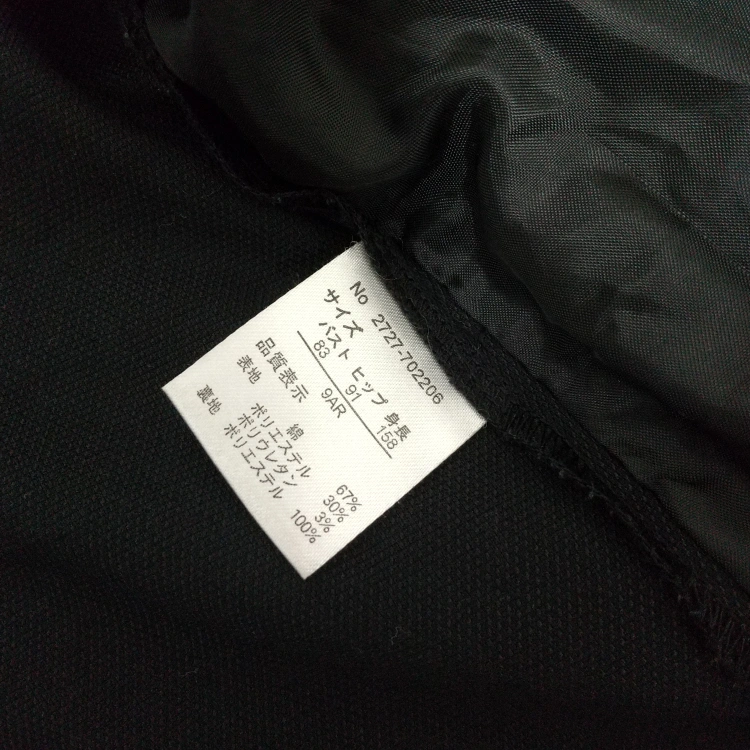 No 2727-702206
サイズ
バスト ヒップ 身長
83 91 158
9AR
品質表示
表地 綿 67%
ポリエステル 30%
ポリウレタン 3%
裏地 ポリエステル 100%